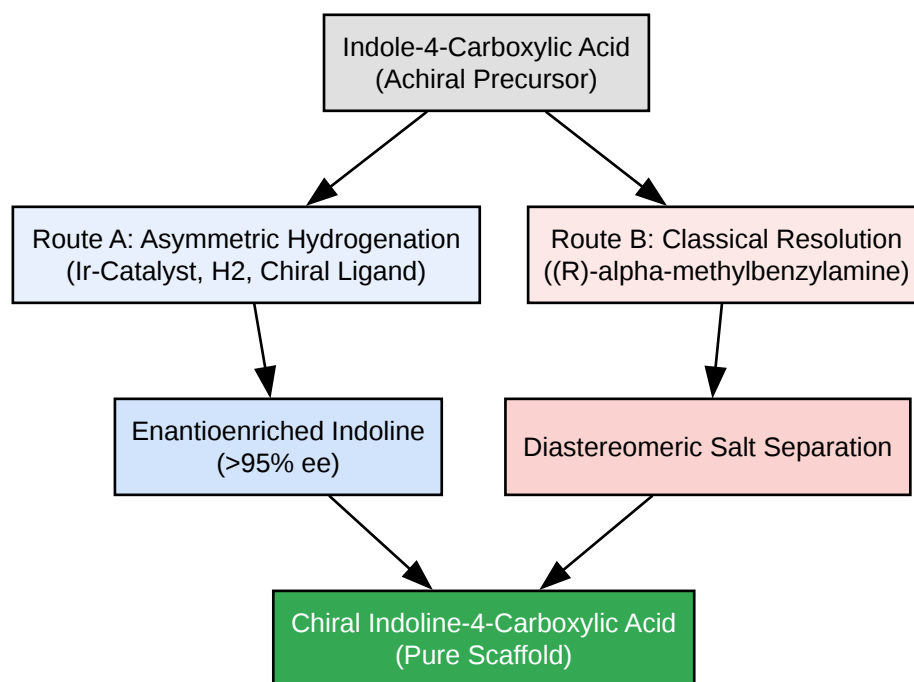 Indole-4-Carboxylic Acid
(Achiral Precursor)
Route A: Asymmetric Hydrogenation
(Ir-Catalyst, H2, Chiral Ligand)
Route B: Classical Resolution
((R)-alpha-methylbenzylamine)
Enantioenriched Indoline
(>95% ee)
Diastereomeric Salt Separation
Chiral Indoline-4-Carboxylic Acid
(Pure Scaffold)